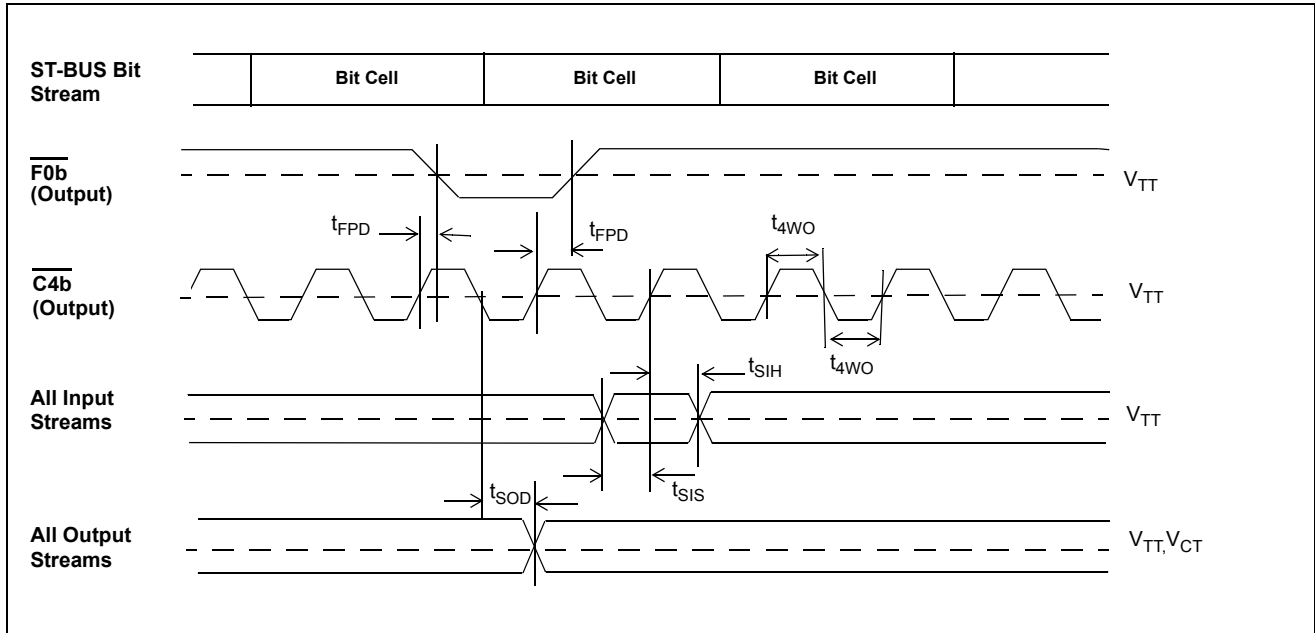 ST-BUS Bit
Stream
Bit Cell
Bit Cell
Bit Cell
F0b
(Output)
VTT
tFPD
tFPD
t4WO
C4b
(Output)
VTT
t4WO
tSIH
All Input
Streams
VTT
tSOD
tSIS
All Output
Streams
VTT,VCT